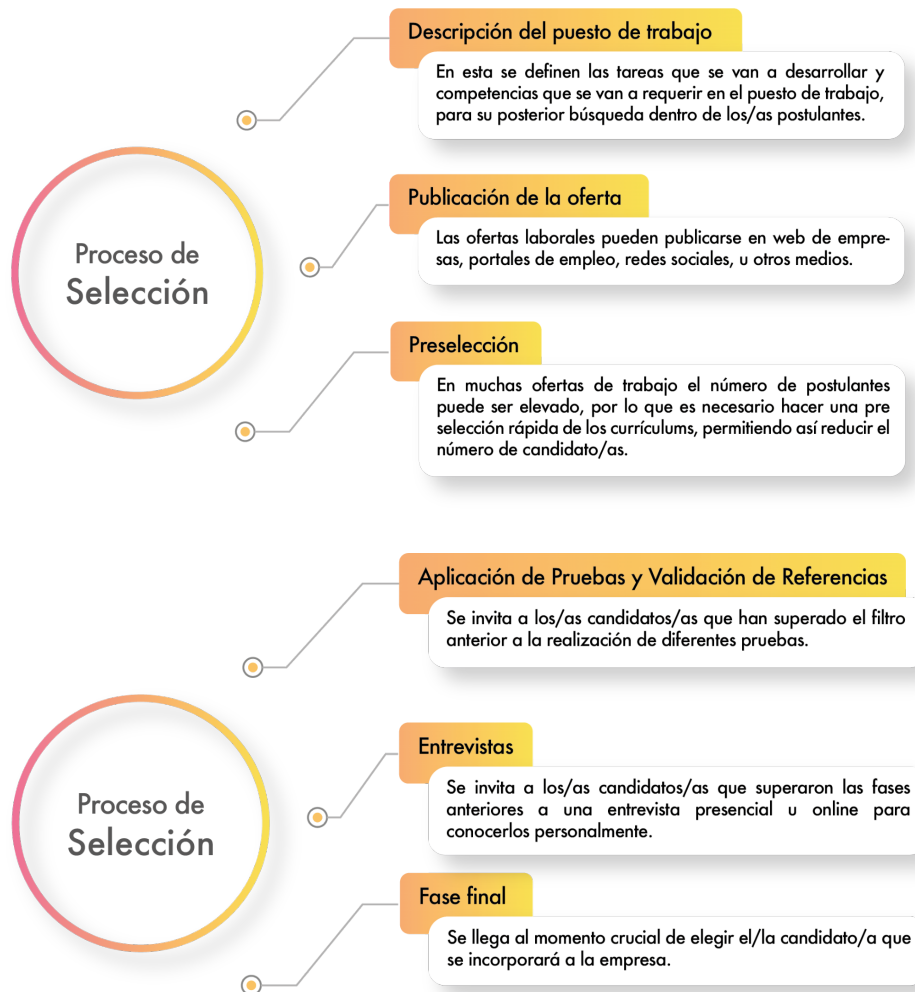 Descripción del puesto de trabajo
En esta se definen las tareas que se van a desarrollar y
competencias que se van a requerir en el puesto de trabajo,
para su posterior búsqueda dentro de los/as postulantes.
Publicación de la oferta
Las ofertas laborales pueden publicarse en web de empre-
sas, portales de empleo, redes sociales, u otros medios.
Proceso de
Selección
Preselección
En muchas ofertas de trabajo el número de postulantes
puede ser elevado, por lo que es necesario hacer una pre
selección rápida de los currículums, permitiendo así reducir el
número de candidato/as.
Aplicación de Pruebas y Validación de Referencias
Se invita a los/as candidatos/as que han superado el filtro
anterior a la realización de diferentes pruebas.
Entrevistas
Se invita a los/as candidatos/as que superaron las fases
anteriores a una entrevista presencial u online para
conocerlos personalmente.
Proceso de
Selección
Fase final
Se llega al momento crucial de elegir el/la candidato/a que
se incorporará a la empresa.